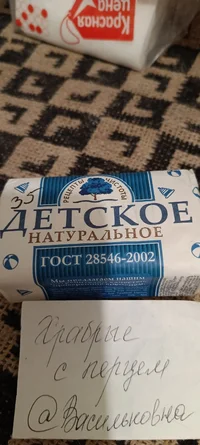 Красная
цена
35
РЕЦЕПТЫ ЧИСТОТЫ
ДЕТСКОЕ
НАТУРАЛЬНОЕ
ГОСТ 28546-2002
Храбрые
с перцем
@Васильковна